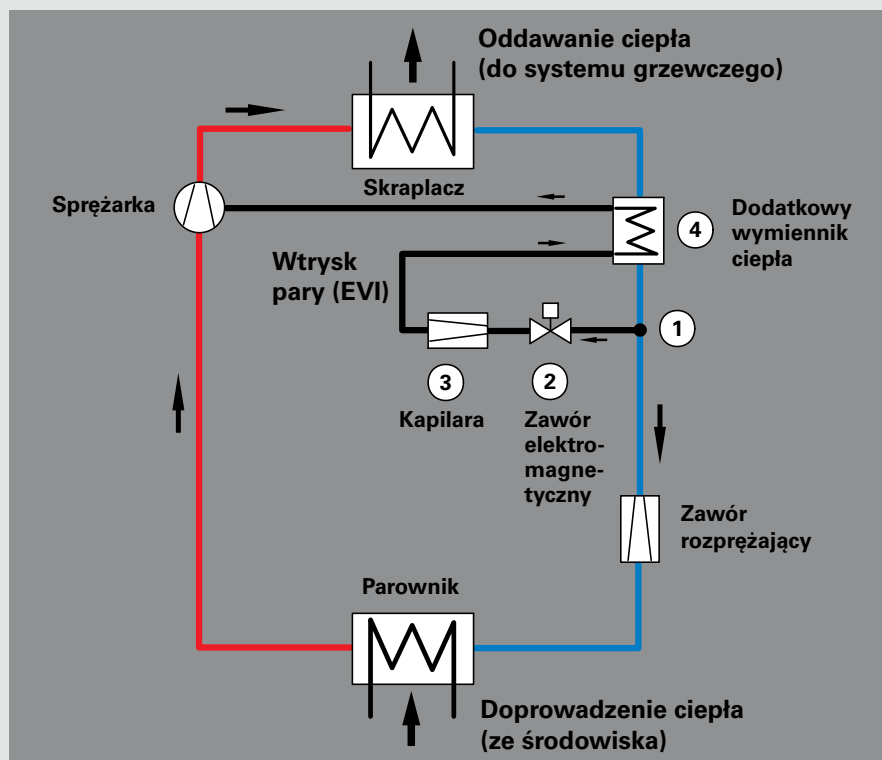 Oddawanie ciepła
(do systemu grzewczego)
Skraplacz
Sprężarka
4
Dodatkowy
wymiennik
ciepła
Wtrysk
pary (EVI)
1
3
2
Kapilara
Zawór
elektro-
magne-
tyczny
Zawór
rozprężający
Parownik
Doprowadzenie ciepła
(ze środowiska)